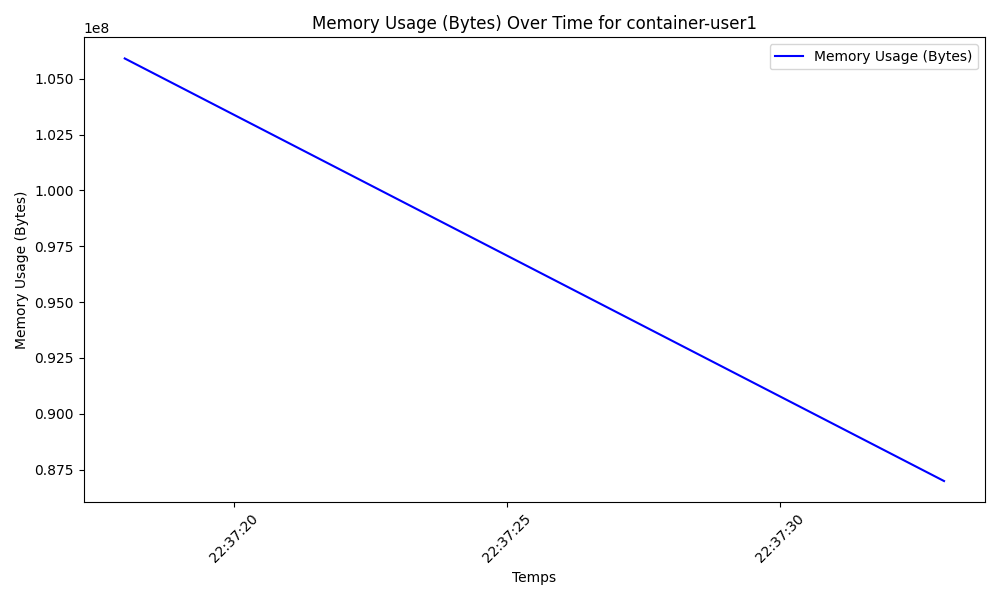 Memory Usage (Bytes) Over Time for container-user1
1e8
Memory Usage (Bytes)
1.050
1.025
1.000
0.975
0.950
0.925
0.900
0.875
Memory Usage (Bytes)
22:37:20
22:37:25
22:37:30
Temps